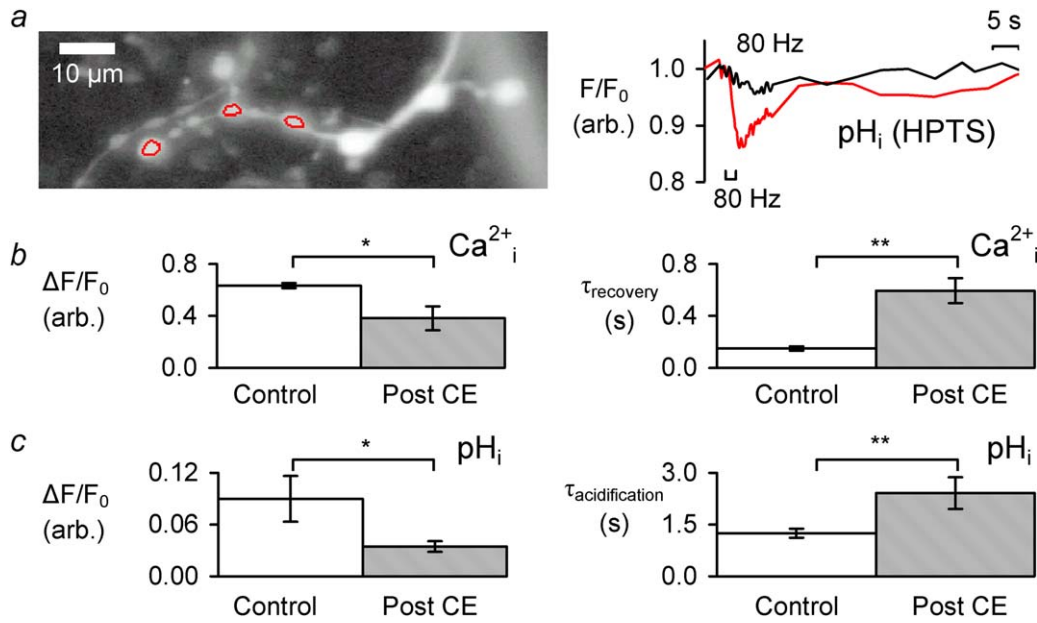 a
10 μm
5 s
80 Hz
1.0
F/F₀
(arb.)
0.9
pHᵢ (HPTS)
0.8
80 Hz
b
*
Ca²⁺ᵢ
ΔF/F₀
(arb.)
0.8
0.4
0.0
Control
Post CE
**
Ca²⁺ᵢ
τrecovery
(s)
0.8
0.4
0.0
Control
Post CE
c
*
pHᵢ
ΔF/F₀
(arb.)
0.12
0.06
0.00
Control
Post CE
**
pHᵢ
τacidification
(s)
3.0
1.5
0.0
Control
Post CE